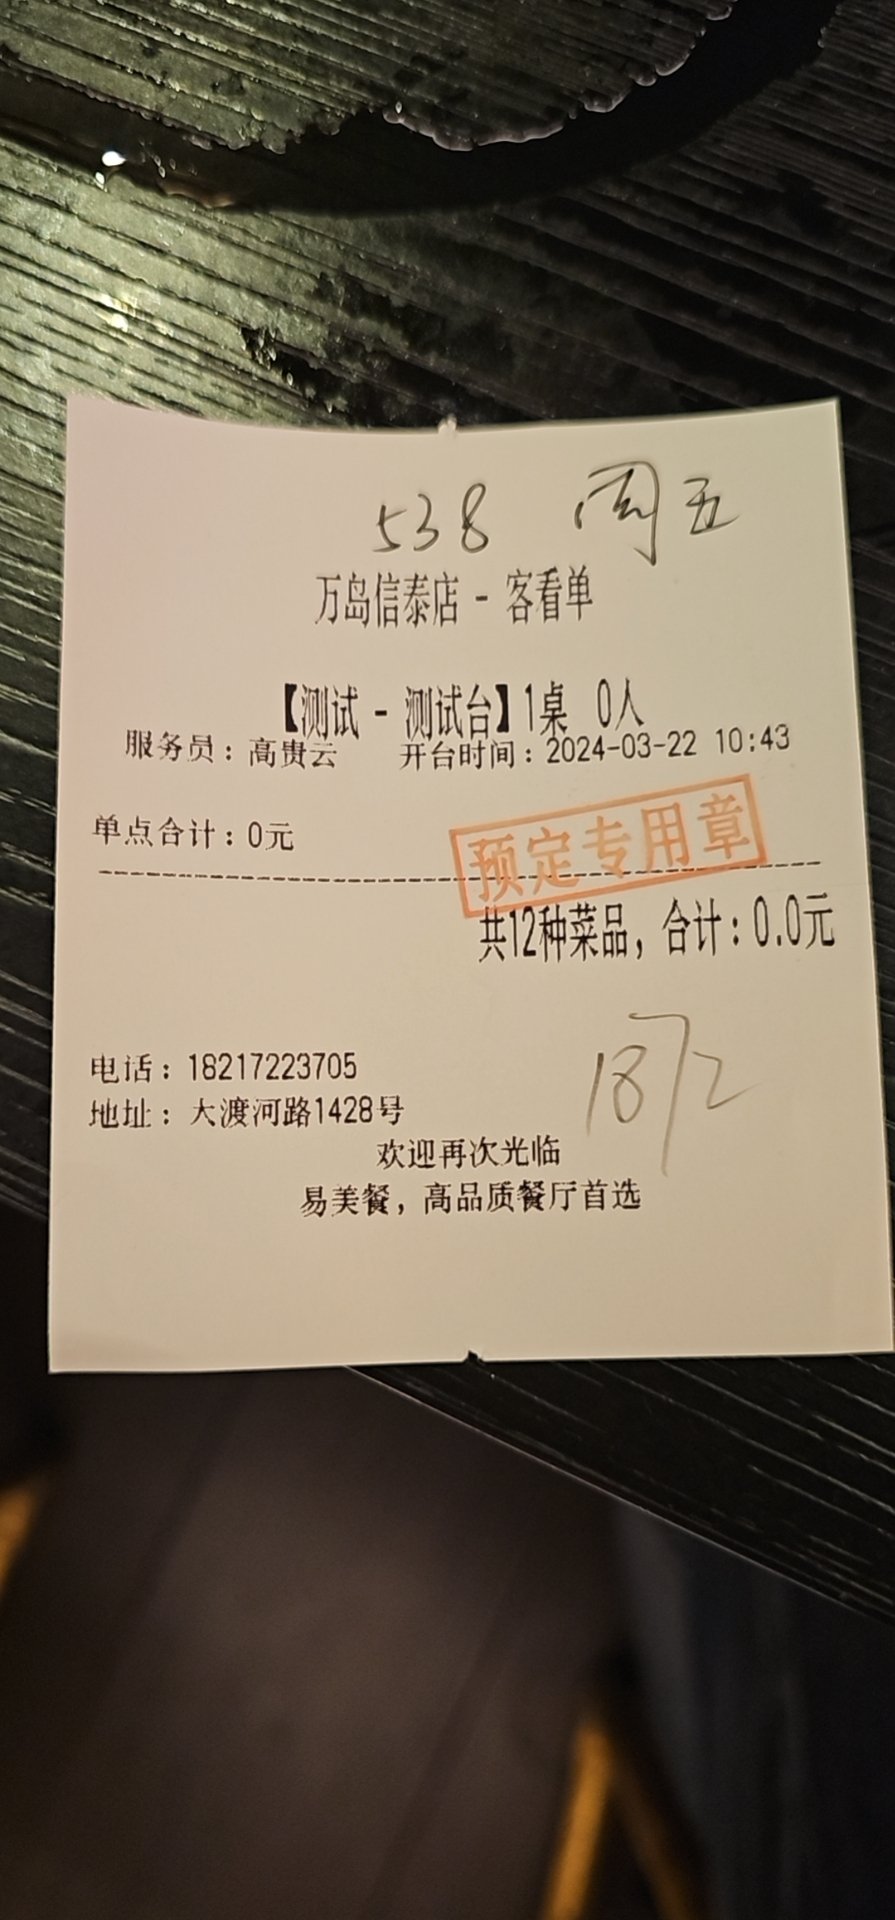 538 周五
万岛信泰店 - 客看单
【测试 - 测试台】1桌 0人
服务员：高贵云 开台时间：2024-03-22 10:43
单点合计：0元
预定专用章
共12种菜品，合计：0.0元
电话：18217223705
地址：大渡河路1428号
欢迎再次光临
易美餐，高品质餐厅首选